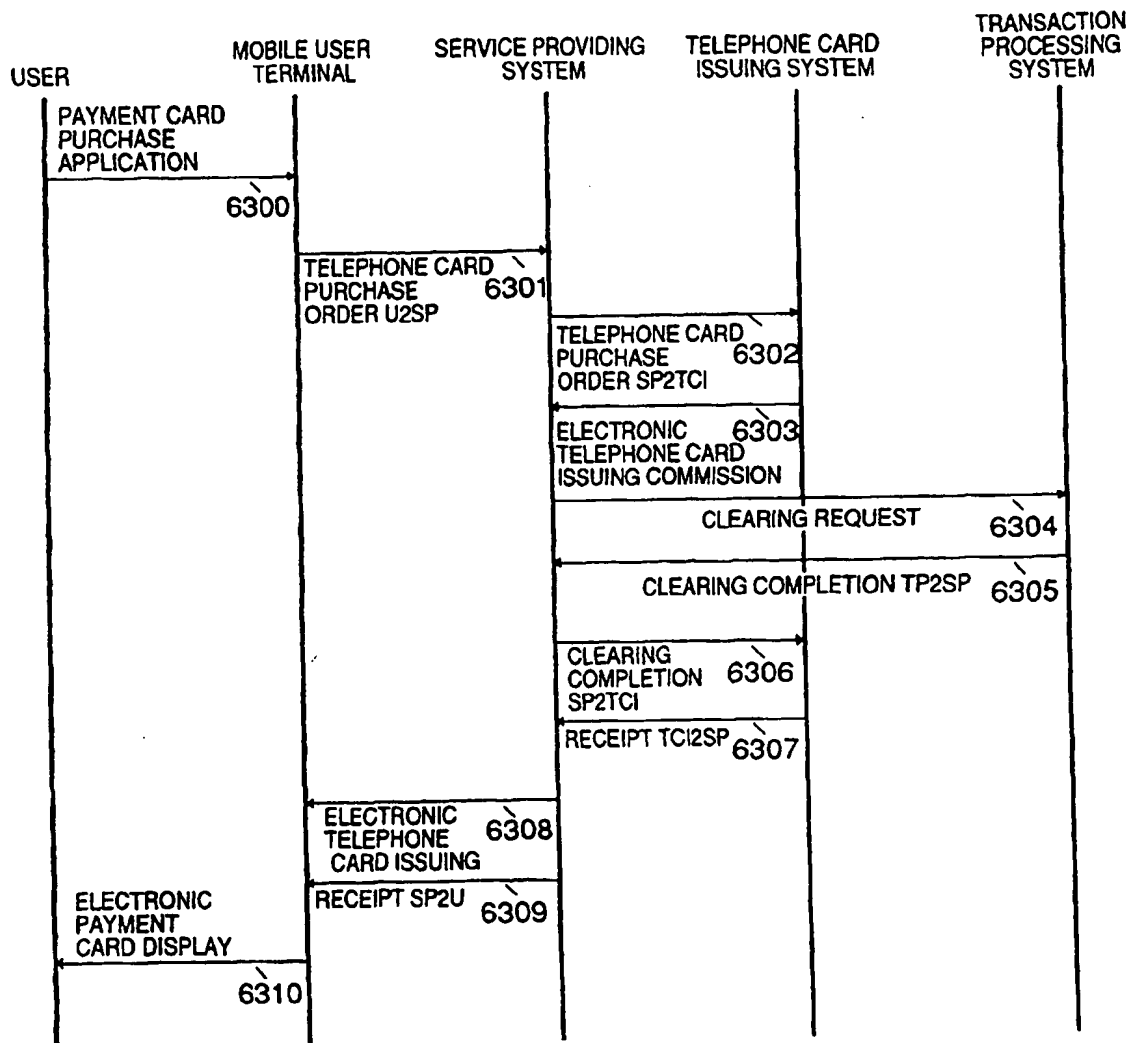 USER
MOBILE USER
TERMINAL
SERVICE PROVIDING
SYSTEM
TELEPHONE CARD
ISSUING SYSTEM
TRANSACTION
PROCESSING
SYSTEM
PAYMENT CARD
PURCHASE
APPLICATION
6300
TELEPHONE CARD
PURCHASE
ORDER U2SP
6301
TELEPHONE CARD
PURCHASE
ORDER SP2TCI
6302
ELECTRONIC
TELEPHONE CARD
ISSUING COMMISSION
6303
CLEARING REQUEST
6304
CLEARING COMPLETION TP2SP
6305
CLEARING
COMPLETION
SP2TCI
6306
RECEIPT TCI2SP
6307
ELECTRONIC
TELEPHONE
CARD ISSUING
6308
RECEIPT SP2U
6309
ELECTRONIC
PAYMENT
CARD DISPLAY
6310